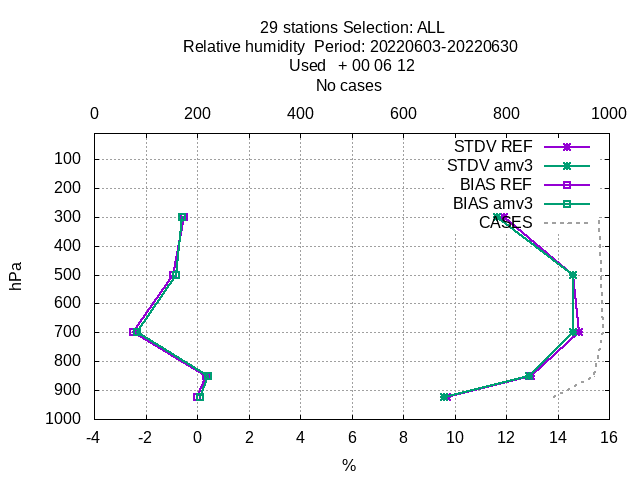 29 stations Selection: ALL
Relative humidity  Period: 20220603-20220630
Used   + 00 06 12
No cases
0 200 400 600 800 1000
STDV REF
STDV amv3
BIAS REF
BIAS amv3
CASES
100
200
300
400
500
600
700
800
900
1000
hPa
-4 -2 0 2 4 6 8 10 12 14 16
%